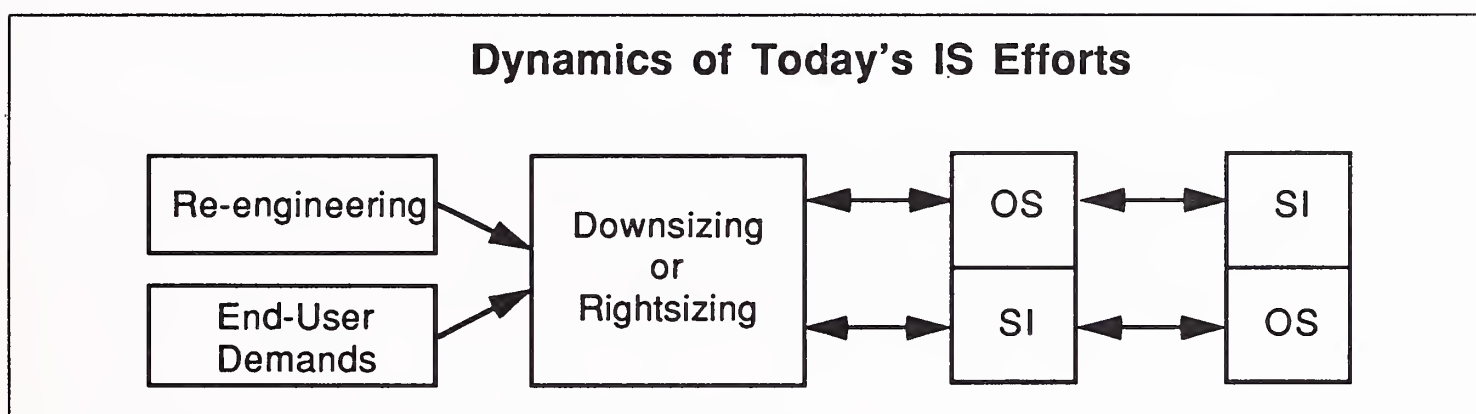 Dynamics of Today's IS Efforts
Re-engineering
End-User
Demands
Downsizing
or
Rightsizing
OS
SI
SI
OS